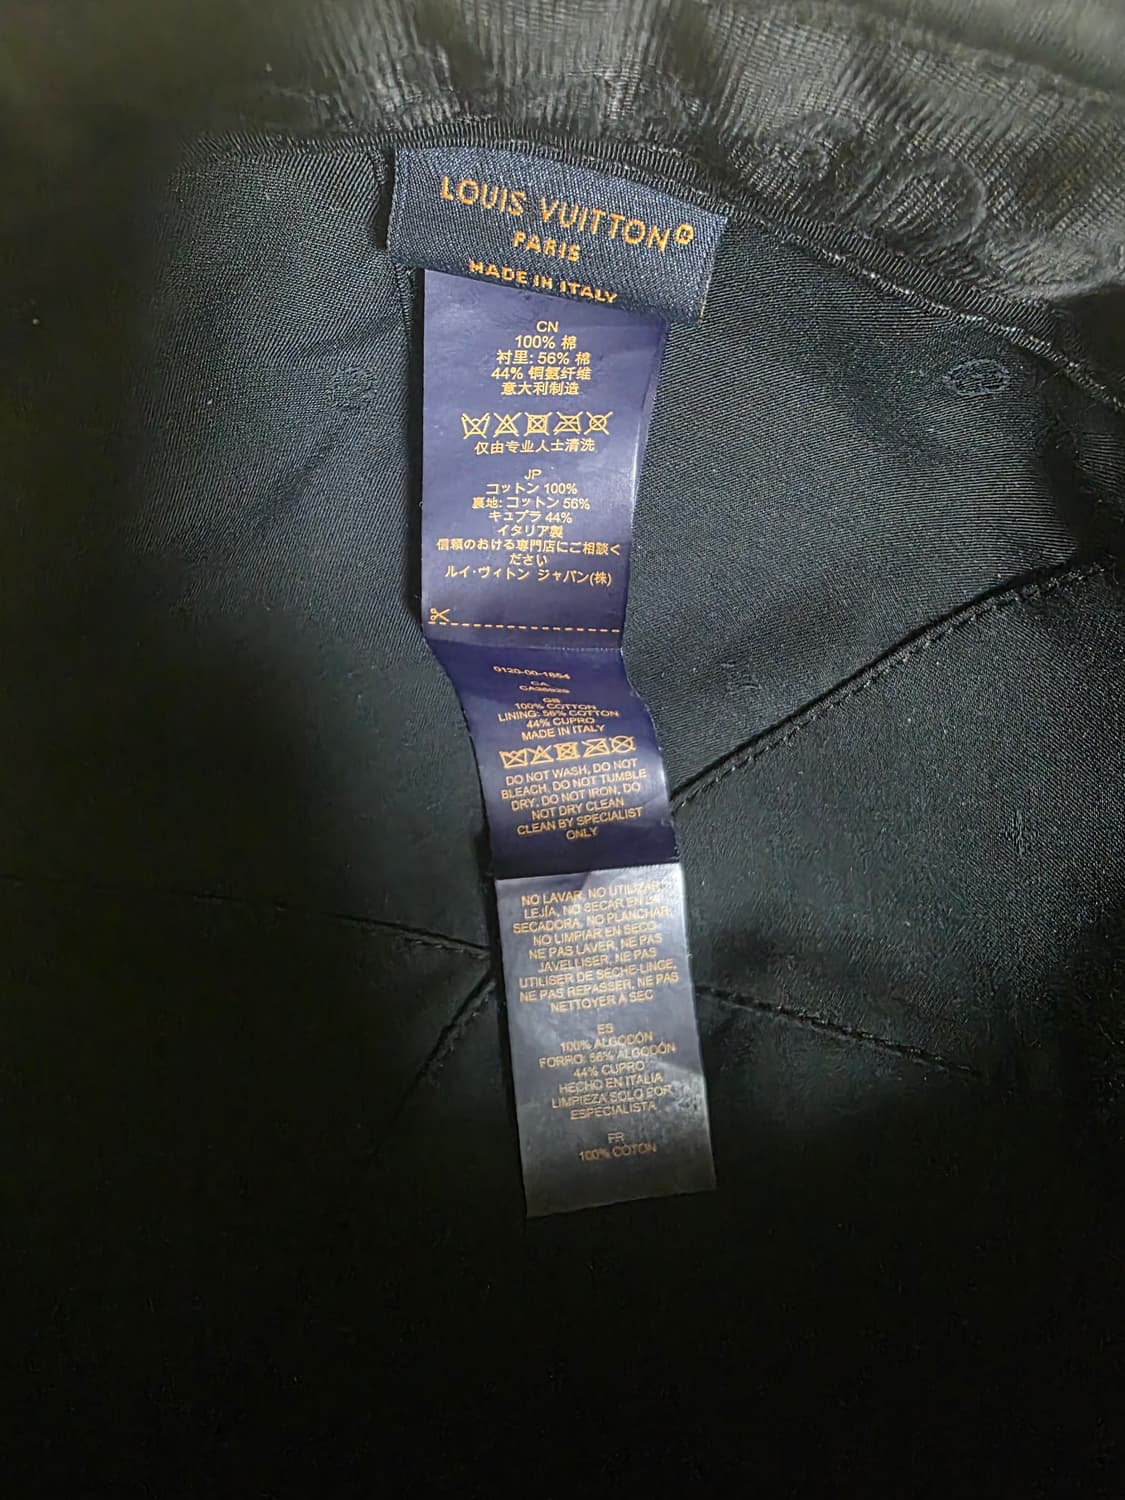 LOUIS VUITTON®
PARIS
MADE IN ITALY
CN
100% 棉
衬里: 56% 棉
44% 铜氨纤维
意大利制造
仅由专业人士清洗
JP
コットン 100%
裏地: コットン 56%
キュプラ 44%
イタリア製
信頼のおける専門店にご相談く
ださい
ルイ・ヴィトン ジャパン(株)
0120-00-1854
CA
GB
100% COTTON
LINING: 56% COTTON
44% CUPRO
MADE IN ITALY
DO NOT WASH, DO NOT
BLEACH, DO NOT TUMBLE
DRY, DO NOT IRON, DO
NOT DRY CLEAN
CLEAN BY SPECIALIST
ONLY
NO LAVAR, NO UTILIZAR
LEJÍA, NO SECAR EN LA
SECADORA, NO PLANCHAR,
NO LIMPIAR EN SECO-
NE PAS LAVER, NE PAS
JAVELLISER, NE PAS
UTILISER DE SÈCHE-LINGE,
NE PAS REPASSER, NE PAS
NETTOYER À SEC
ES
100% ALGODÓN
FORRO: 56% ALGODÓN
44% CUPRO
HECHO EN ITALIA
LIMPIEZA SOLO POR
ESPECIALISTA
FR
100% COTON